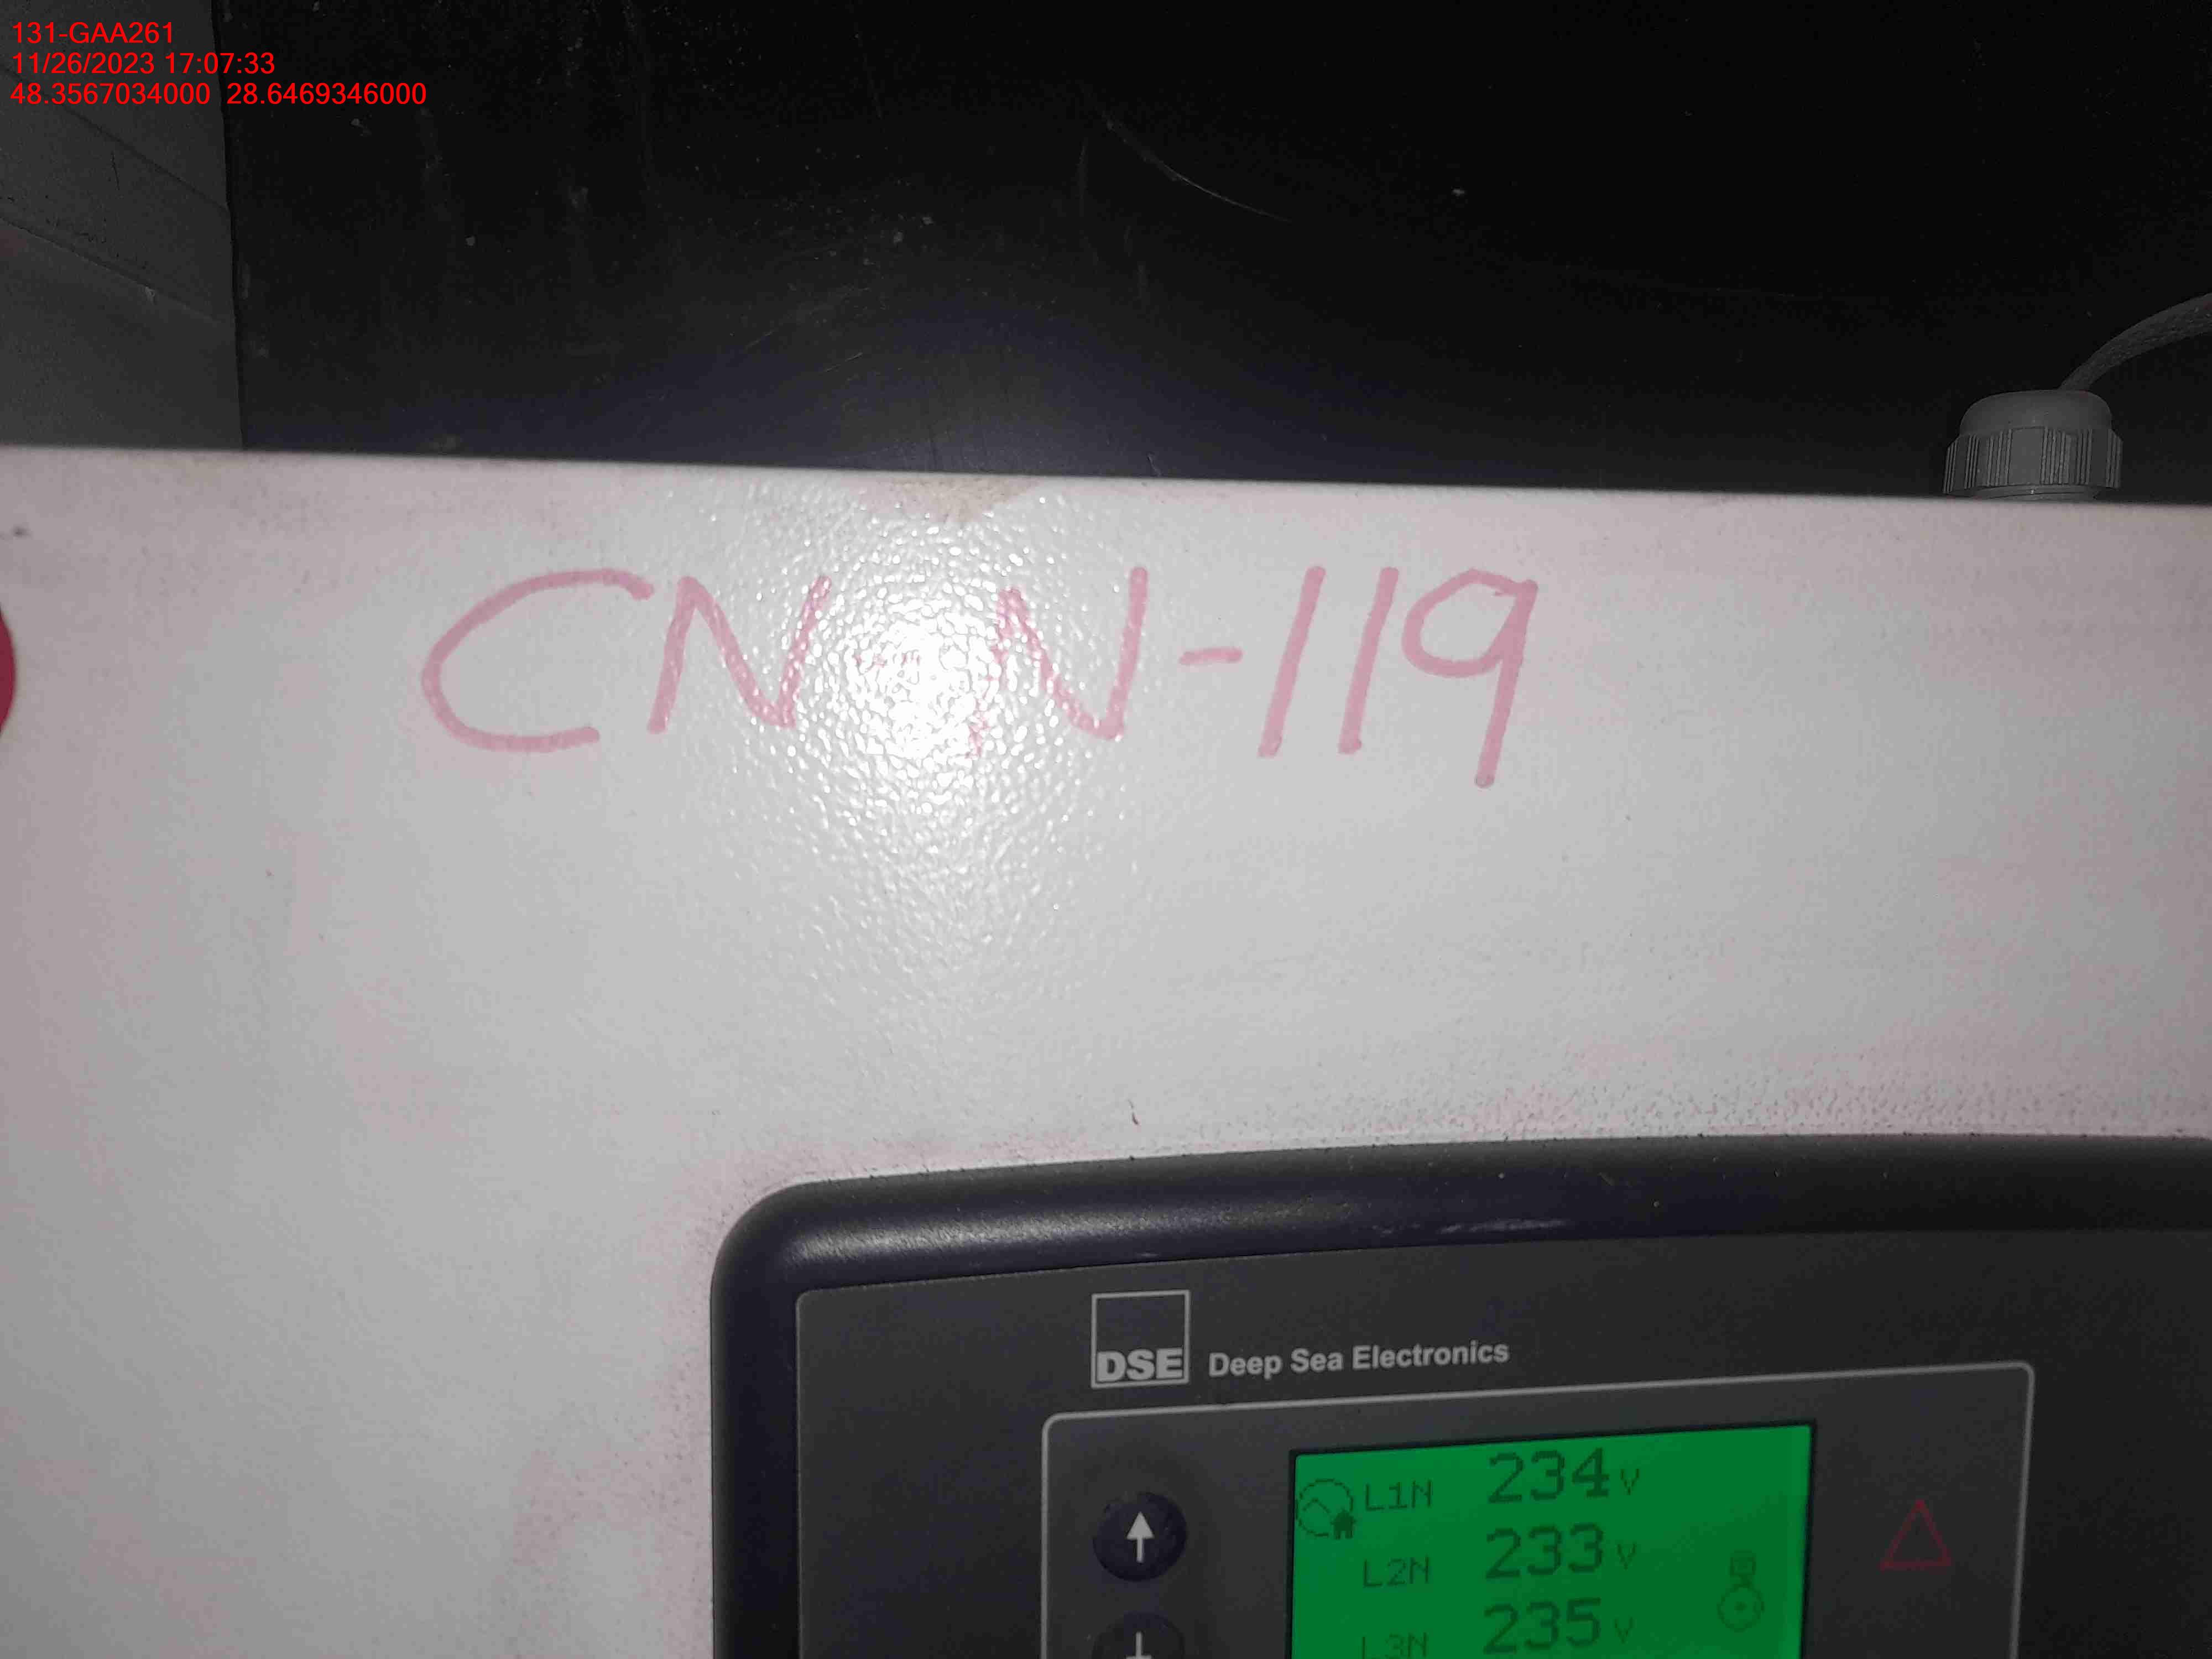 131-GAA261
11/26/2023 17:07:33
48.3567034000 28.6469346000
CN-N-119
DSE Deep Sea Electronics
L1N 234 V
L2N 233 V
L3N 235 V